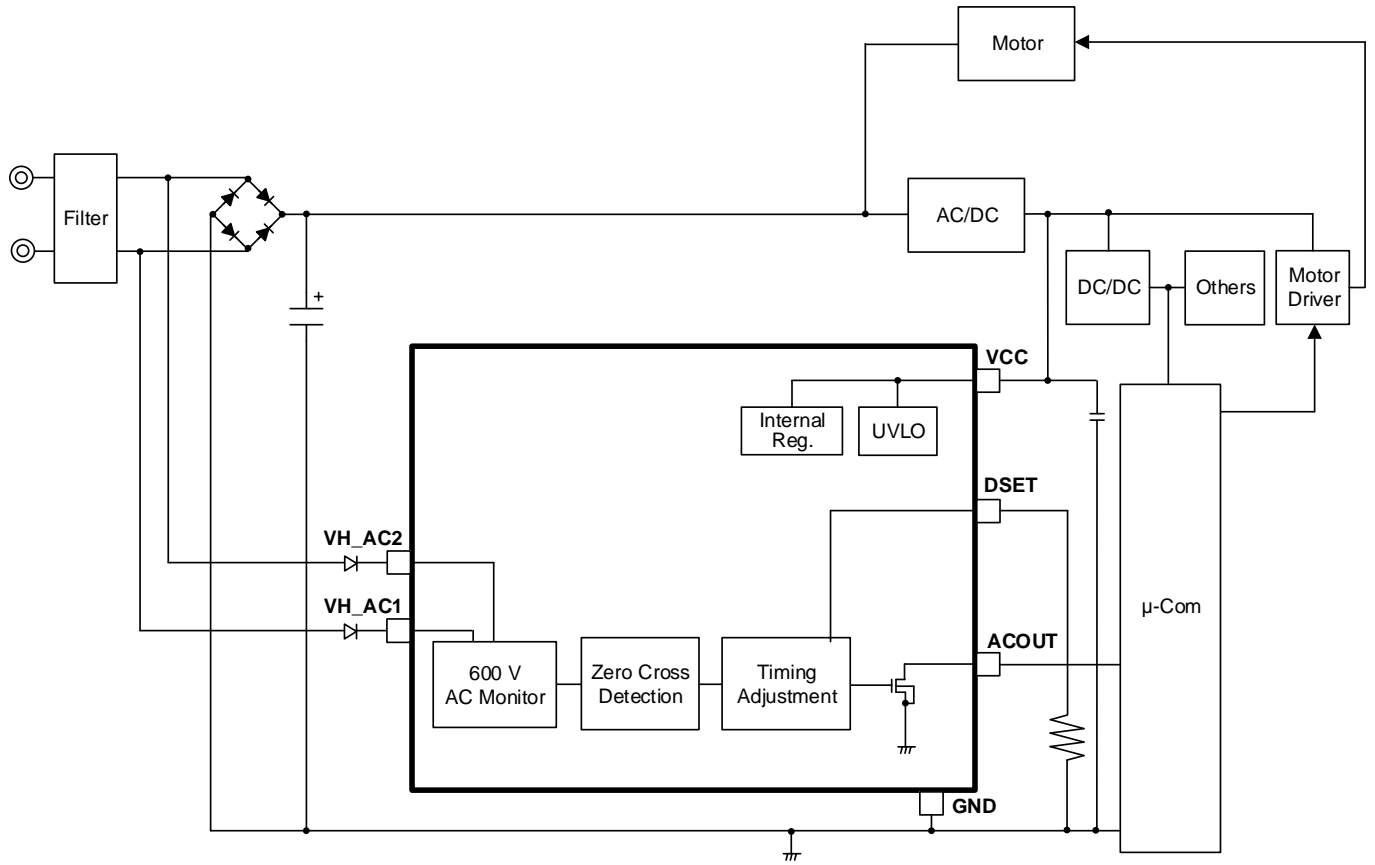 Motor
Filter
AC/DC
DC/DC
Others
Motor
Driver
+
VCC
Internal
Reg.
UVLO
DSET
VH_AC2
VH_AC1
600 V
AC Monitor
Zero Cross
Detection
Timing
Adjustment
ACOUT
µ-Com
GND